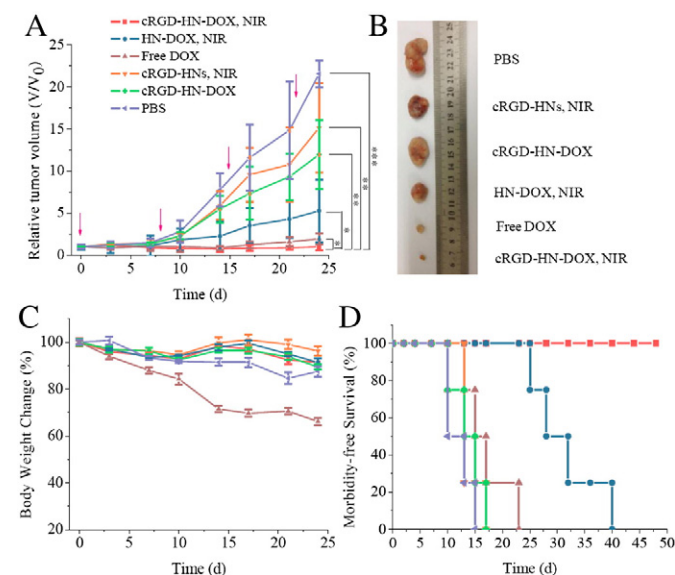 A
cRGD-HN-DOX, NIR
HN-DOX, NIR
Free DOX
cRGD-HNs, NIR
cRGD-HN-DOX
PBS
Relative tumor volume (V/V₀)
25
20
15
10
5
0
0 5 10 15 20 25
Time (d)
*
*
**
**
***
B
PBS
cRGD-HNs, NIR
cRGD-HN-DOX
HN-DOX, NIR
Free DOX
cRGD-HN-DOX, NIR
C
Body Weight Change (%)
100
80
60
40
20
0 5 10 15 20 25
Time (d)
D
Morbidity-free Survival (%)
100
80
60
40
20
0
0 5 10 15 20 25 30 35 40 45 50
Time (d)